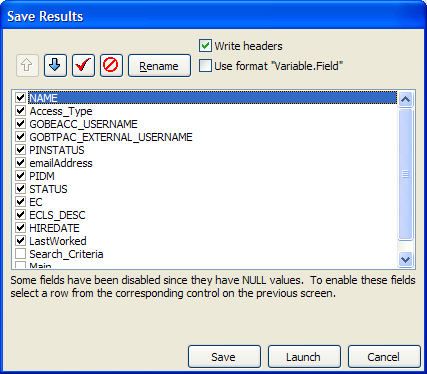 Save Results
Write headers
Rename
Use format "Variable.Field"
NAME
Access_Type
GOBEACC_USERNAME
GOBTPAC_EXTERNAL_USERNAME
PINSTATUS
emailAddress
PIDM
STATUS
EC
ECLS_DESC
HIREDATE
LastWorked
Search_Criteria
Main
Some fields have been disabled since they have NULL values. To enable these fields
select a row from the corresponding control on the previous screen.
Save Launch Cancel